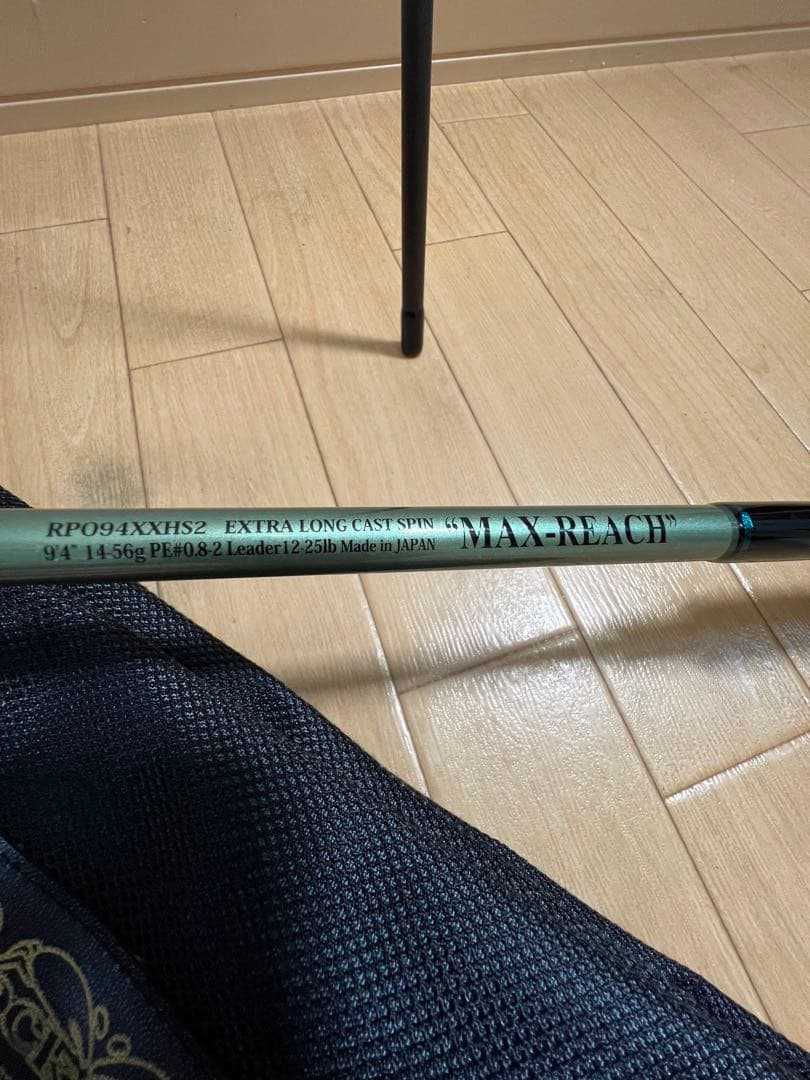 RPO94XXHS2 EXTRA LONG CAST SPIN "MAX-REACH"
9'4" 14-56g PE#0.8-2 Leader12-25lb Made in JAPAN